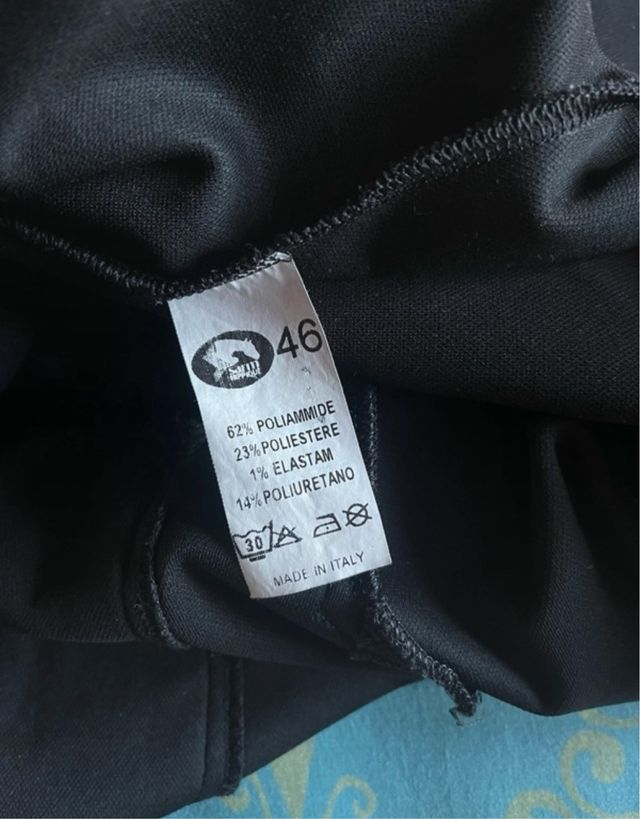 46
62% POLIAMMIDE
23% POLIESTERE
1% ELASTAM
14% POLIURETANO
30
MADE IN ITALY